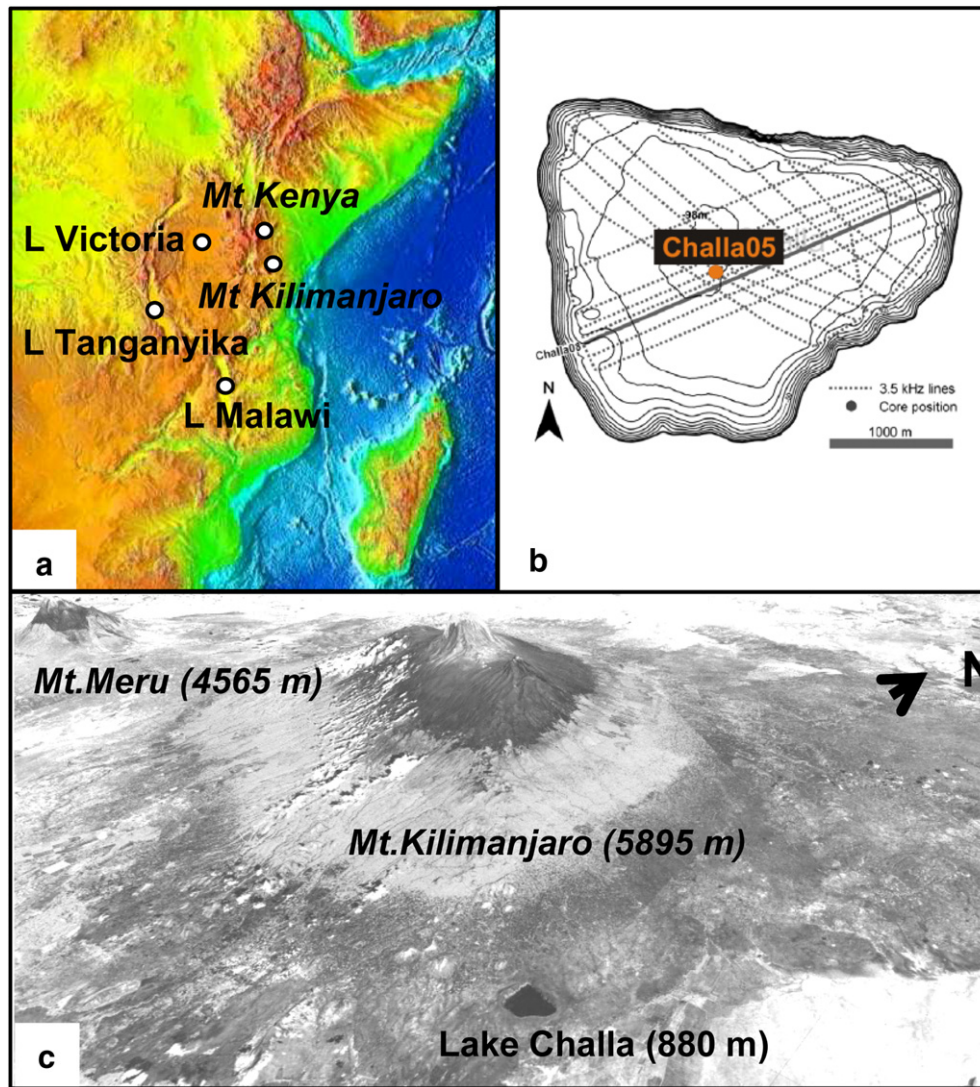 Mt Kenya
L Victoria
Mt Kilimanjaro
L Tanganyika
L Malawi
a
98m
Challa05
Challa05
N
3.5 kHz lines
Core position
1000 m
b
Mt.Meru (4565 m)
N
Mt.Kilimanjaro (5895 m)
Lake Challa (880 m)
c